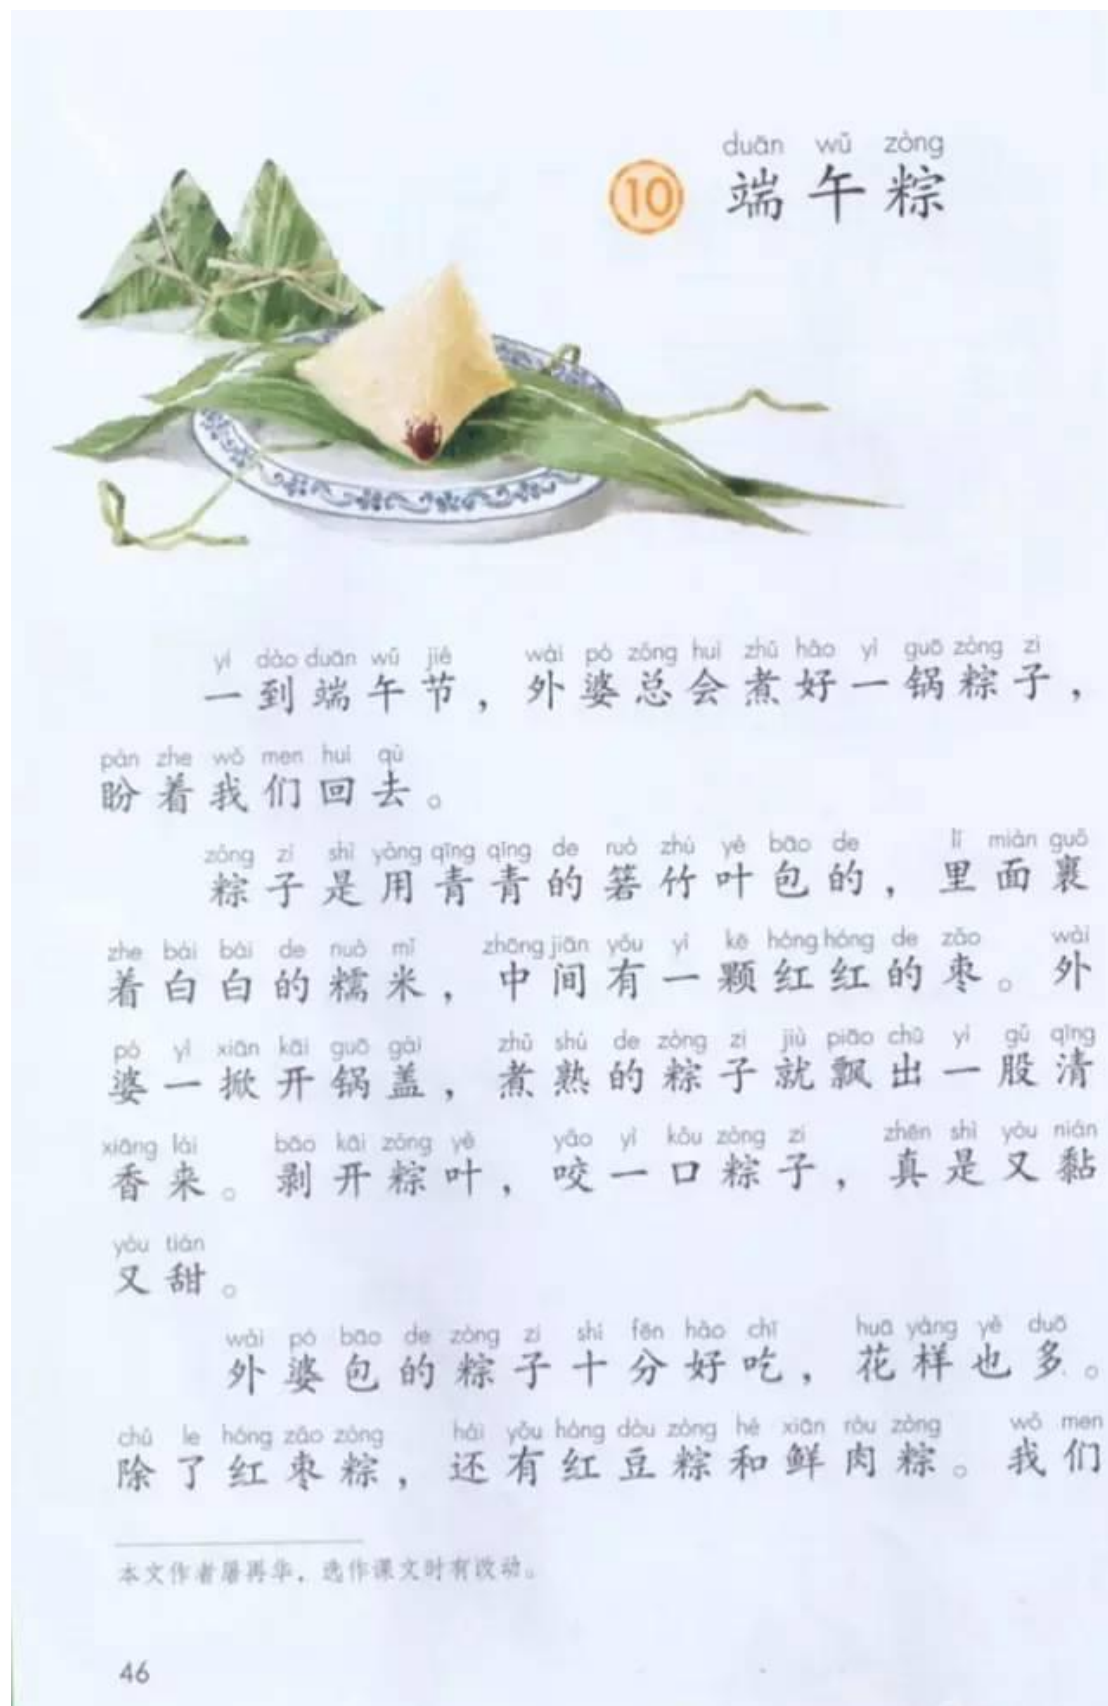 duān wǔ zòng
10 端午粽
yí dào duān wǔ jié wài pó zǒng huì zhǔ hǎo yì guō zòng zi
一到端午节，外婆总会煮好一锅粽子，
pàn zhe wǒ men huí qù
盼着我们回去。
zòng zi shì yòng qīng qīng de ruò zhú yè bāo de lǐ miàn guǒ
粽子是用青青的箬竹叶包的，里面裹
zhe bái bái de nuò mǐ zhōng jiān yǒu yì kē hóng hóng de zǎo wài
着白白的糯米，中间有一颗红红的枣。外
pó yì xiān kāi guō gài zhǔ shú de zòng zi jiù piāo chū yì gǔ qīng
婆一掀开锅盖，煮熟的粽子就飘出一股清
xiāng lái bāo kāi zòng yè yǎo yì kǒu zòng zi zhēn shì yòu nián
香来。剥开粽叶，咬一口粽子，真是又黏
yòu tián
又甜。
wài pó bāo de zòng zi shí fēn hǎo chī huā yàng yě duō
外婆包的粽子十分好吃，花样也多。
chú le hóng zǎo zòng hái yǒu hóng dòu zòng hé xiān ròu zòng wǒ men
除了红枣粽，还有红豆粽和鲜肉粽。我们
本文作者屠再华，选作课文时有改动。
46